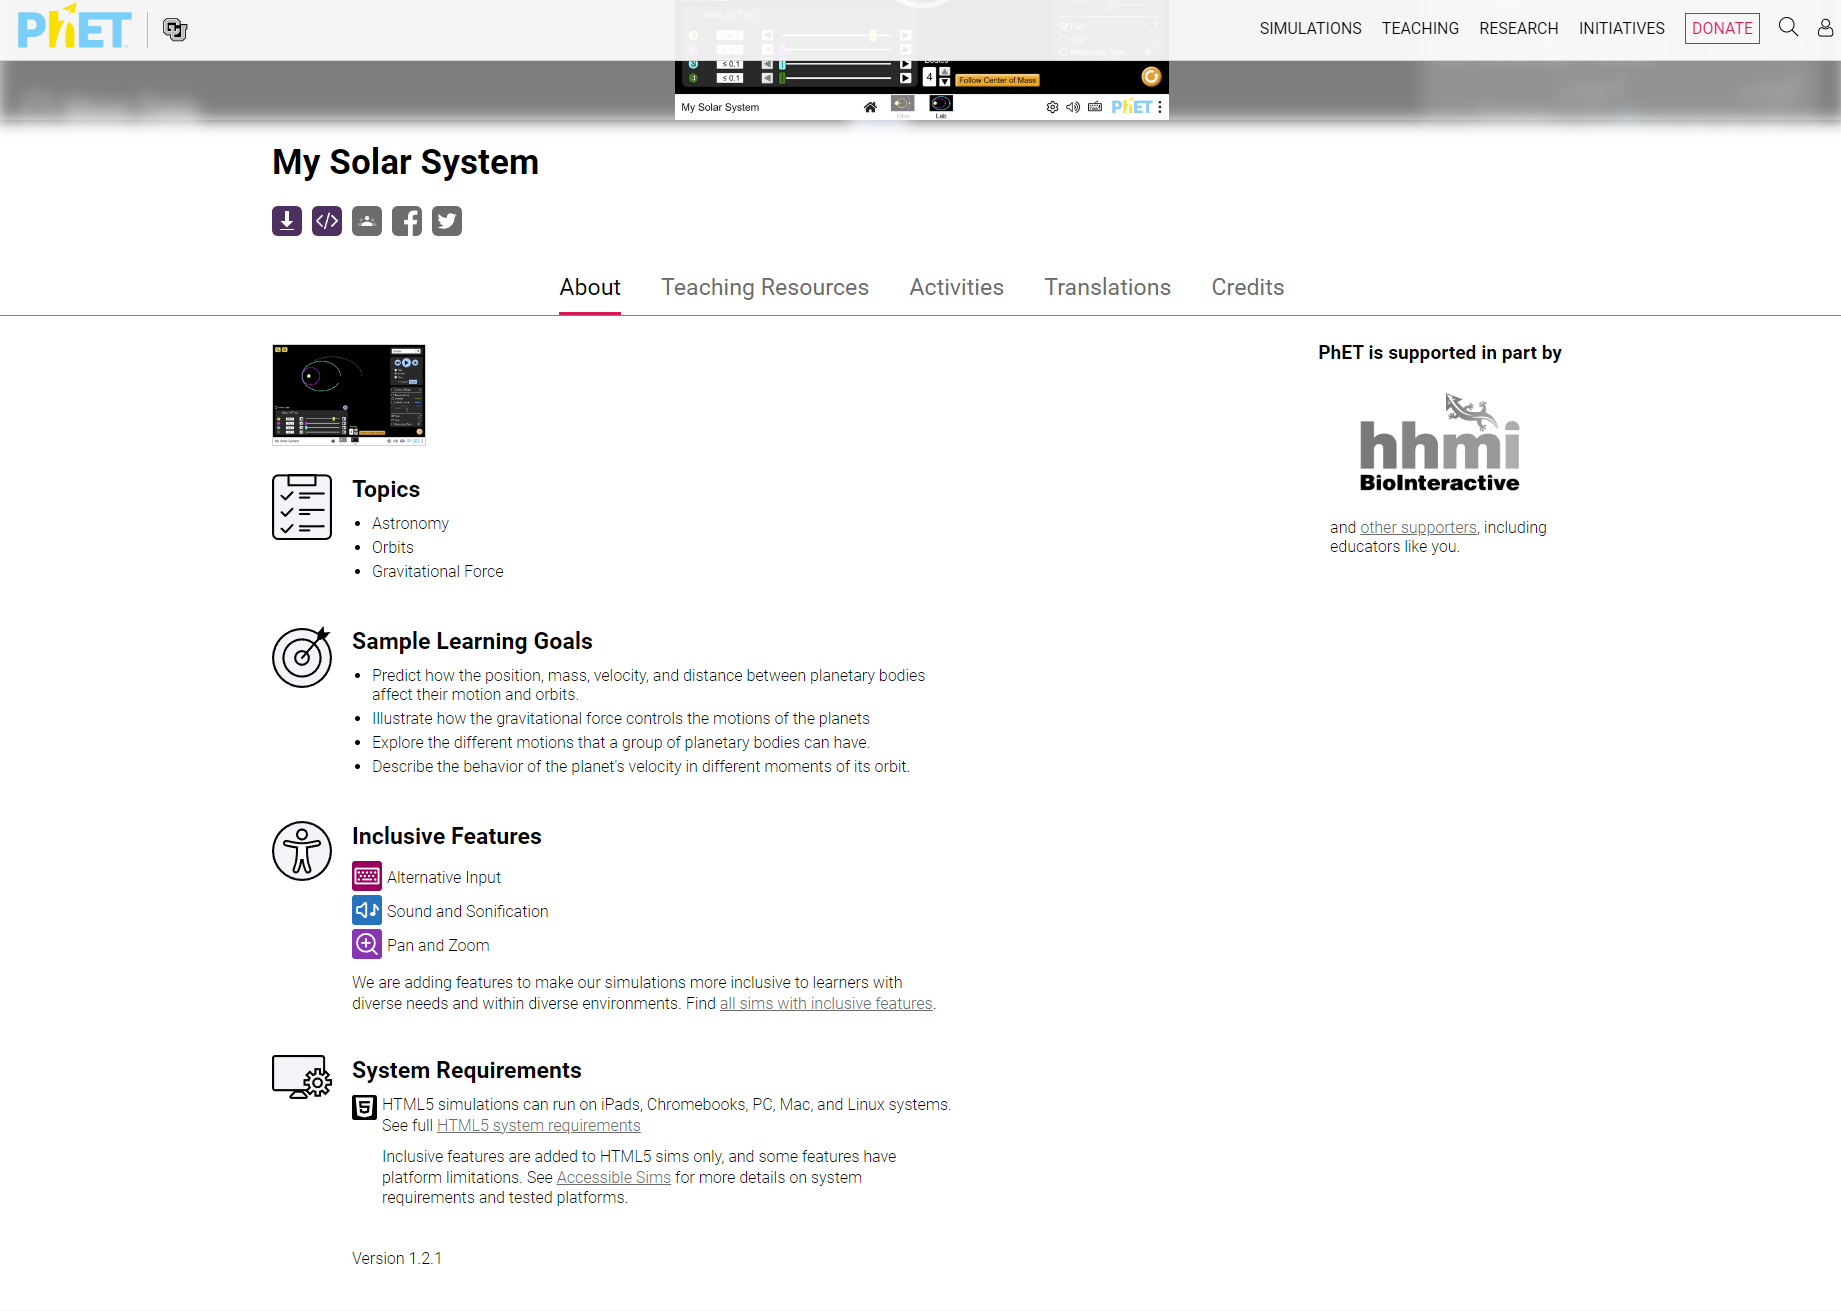 PhET
SIMULATIONS TEACHING RESEARCH INITIATIVES DONATE
≤ 0.1
4
≤ 0.1
4 Follow Center of Mass
My Solar System
Intro
Lab
PhET
My Solar System
About Teaching Resources Activities Translations Credits
PhET is supported in part by
hhmi
BioInteractive
and other supporters, including
educators like you.
Topics
Astronomy
Orbits
Gravitational Force
Sample Learning Goals
Predict how the position, mass, velocity, and distance between planetary bodies
affect their motion and orbits.
Illustrate how the gravitational force controls the motions of the planets
Explore the different motions that a group of planetary bodies can have.
Describe the behavior of the planet's velocity in different moments of its orbit.
Inclusive Features
Alternative Input
Sound and Sonification
Pan and Zoom
We are adding features to make our simulations more inclusive to learners with
diverse needs and within diverse environments. Find all sims with inclusive features.
System Requirements
HTML5 simulations can run on iPads, Chromebooks, PC, Mac, and Linux systems.
See full HTML5 system requirements
Inclusive features are added to HTML5 sims only, and some features have
platform limitations. See Accessible Sims for more details on system
requirements and tested platforms.
Version 1.2.1